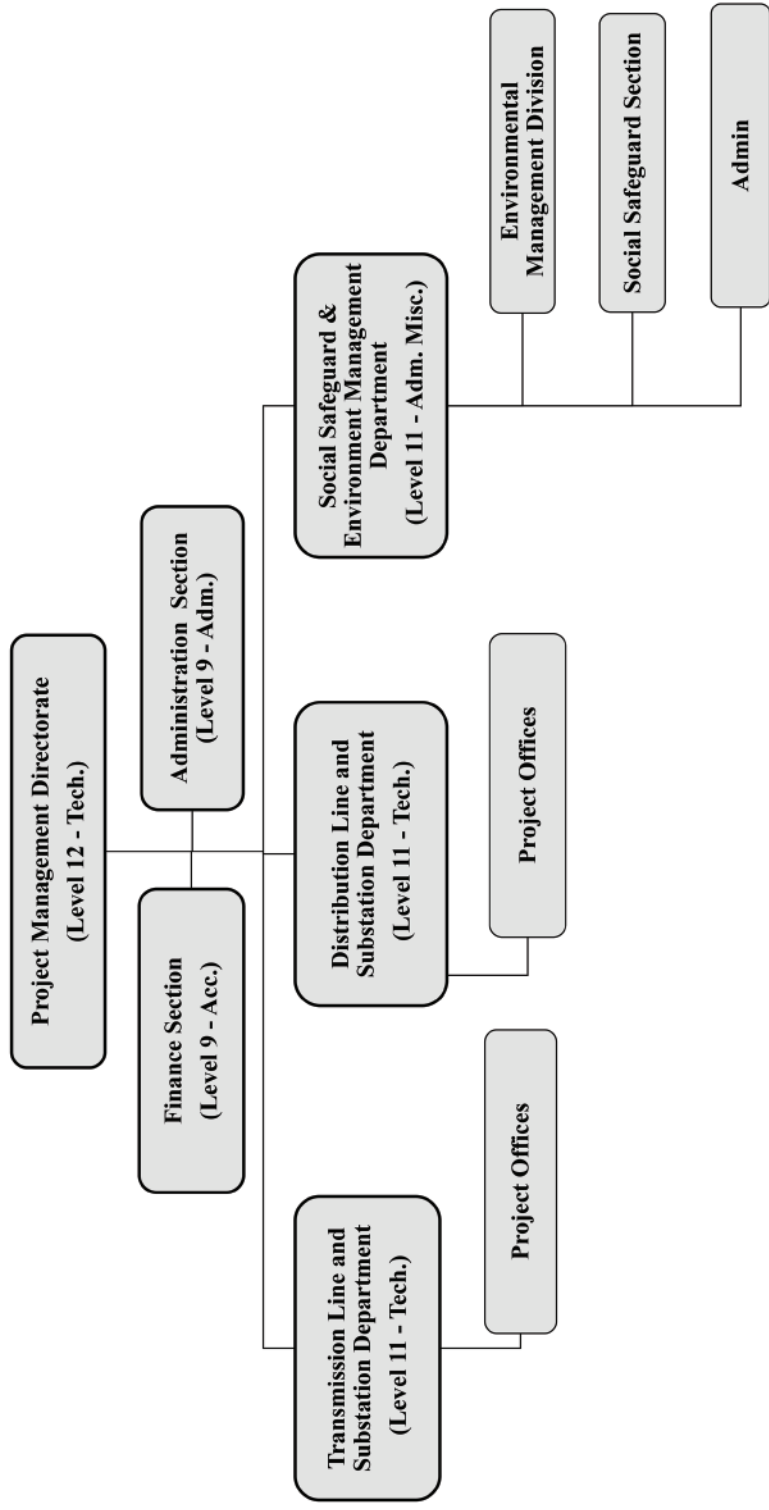 Project Management Directorate
(Level 12 - Tech.)
Finance Section
(Level 9 - Acc.)
Administration Section
(Level 9 - Adm.)
Transmission Line and
Substation Department
(Level 11 - Tech.)
Distribution Line and
Substation Department
(Level 11 - Tech.)
Social Safeguard &
Environment Management
Department
(Level 11 - Adm. Misc.)
Project Offices
Project Offices
Environmental
Management Division
Social Safeguard Section
Admin